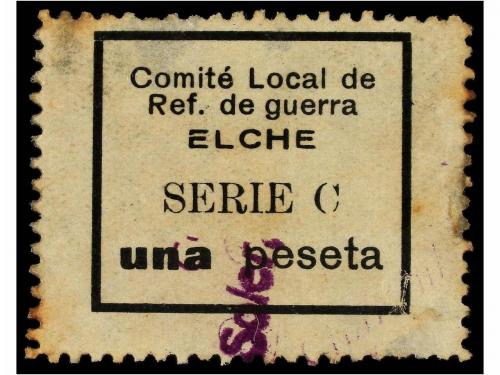 Comité Local de
Ref. de guerra
ELCHE
SERIE C
una peseta